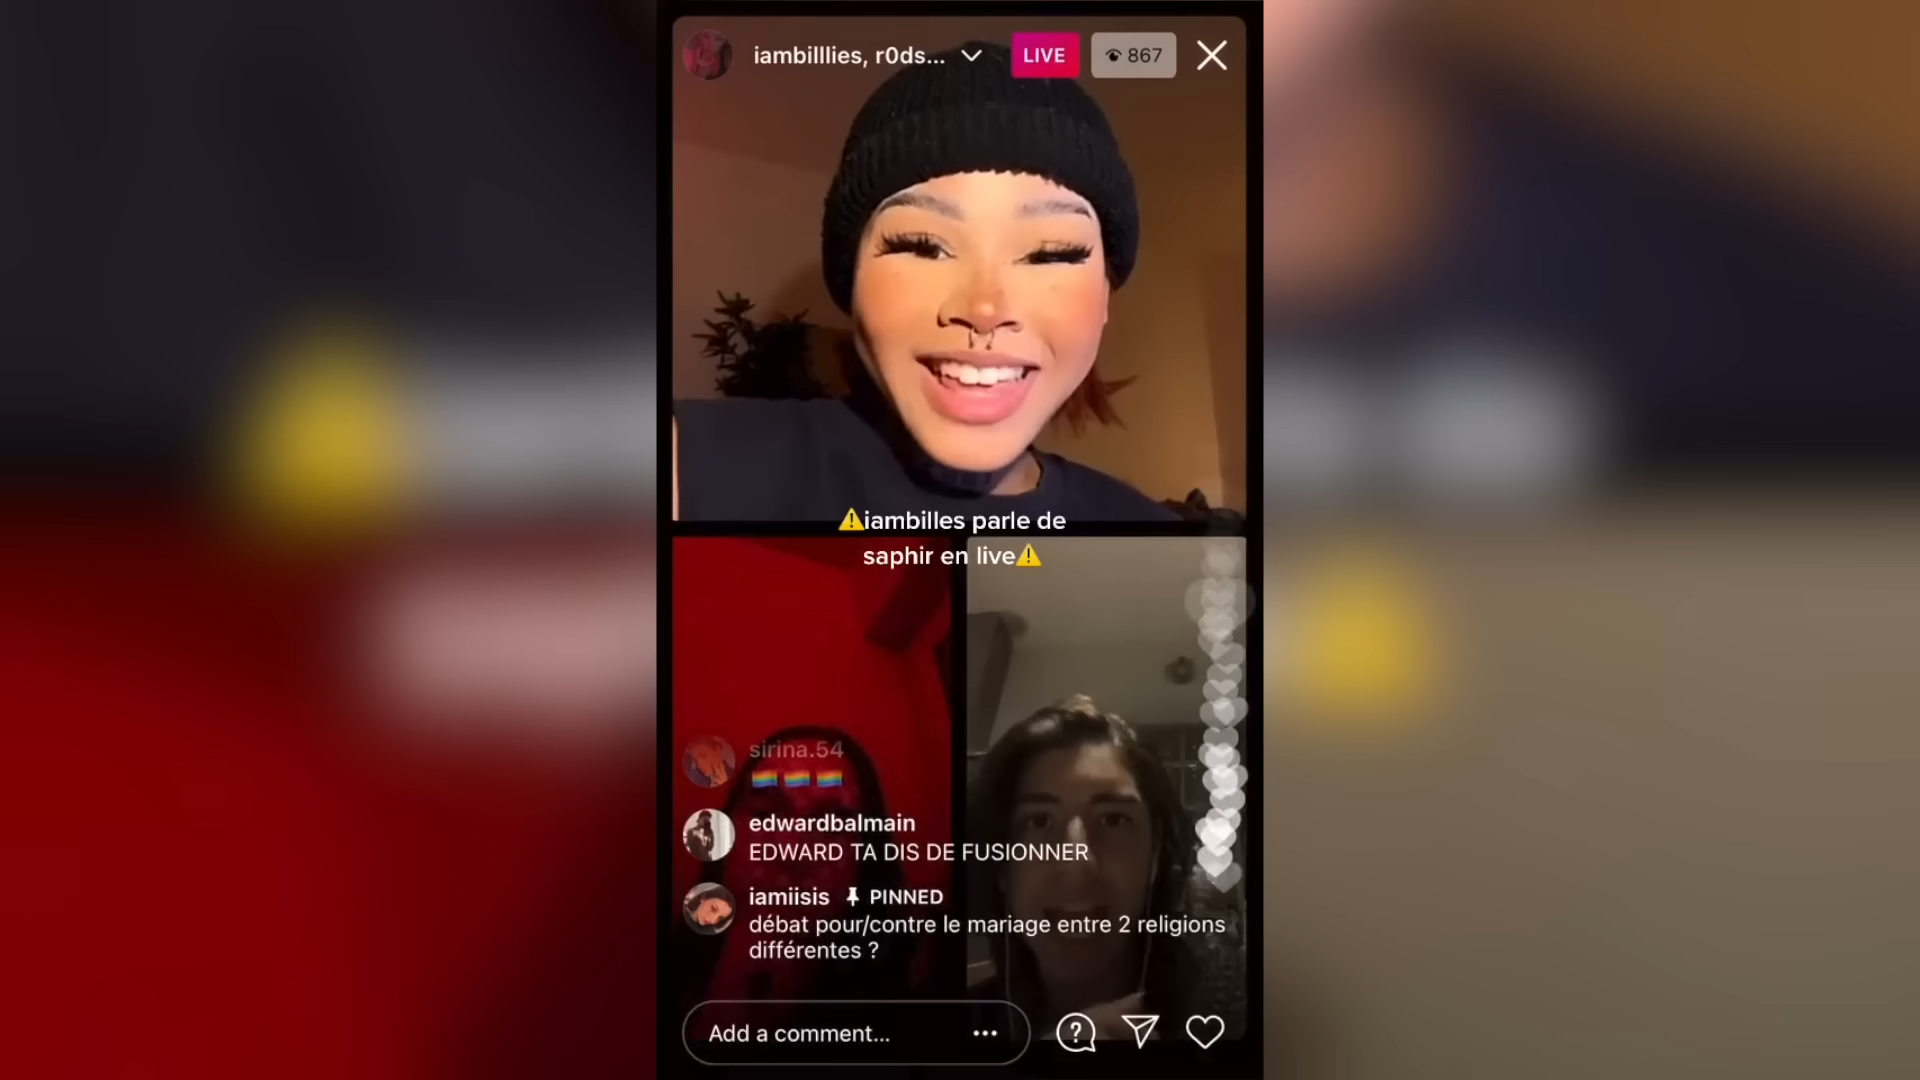 iambilllies, r0ds...
LIVE
867
⚠️iambilles parle de
saphir en live⚠️
sirina.54
🏳️‍🌈🏳️‍🌈🏳️‍🌈
edwardbalmain
EDWARD TA DIS DE FUSIONNER
iamiisis PINNED
débat pour/contre le mariage entre 2 religions
différentes ?
Add a comment...